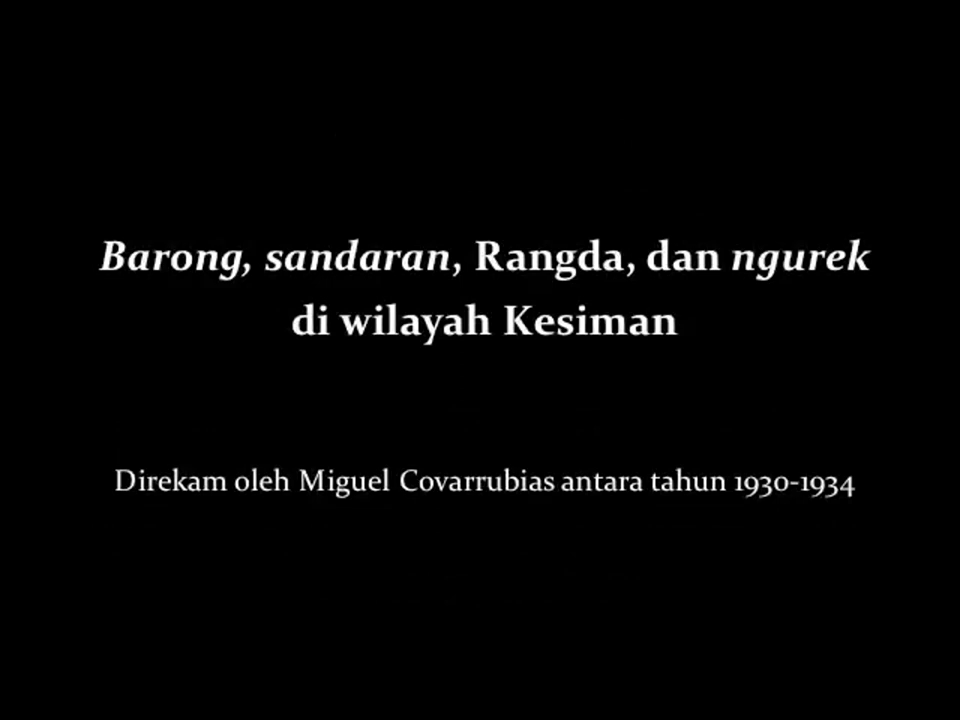 Barong, sandaran, Rangda, dan ngurek
di wilayah Kesiman
Direkam oleh Miguel Covarrubias antara tahun 1930-1934